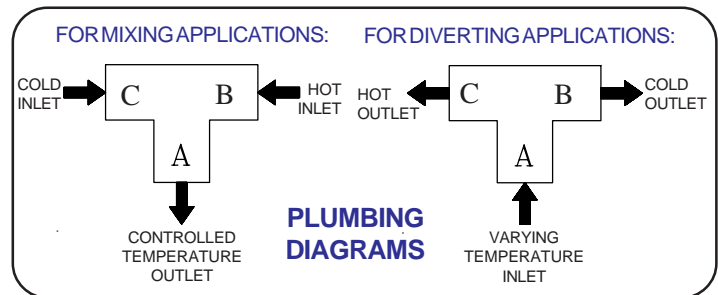 FOR MIXING APPLICATIONS:
COLD
INLET
C
B
HOT
INLET
A
CONTROLLED
TEMPERATURE
OUTLET
FOR DIVERTING APPLICATIONS:
HOT
OUTLET
C
B
COLD
OUTLET
A
VARYING
TEMPERATURE
INLET
PLUMBING
DIAGRAMS